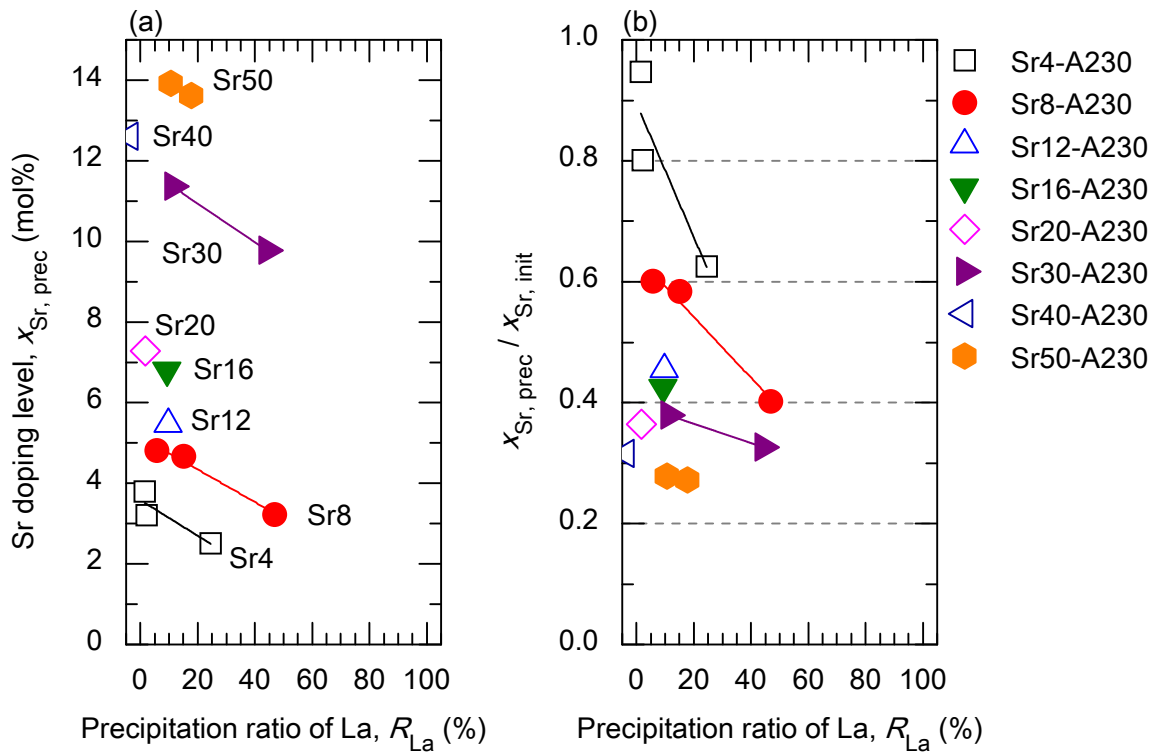 (a)
Sr doping level, xSr, prec (mol%)
14
12
10
8
6
4
2
0
Sr50
Sr40
Sr30
Sr20
Sr16
Sr12
Sr8
Sr4
0 20 40 60 80 100
Precipitation ratio of La, RLa (%)
(b)
xSr, prec / xSr, init
1.0
0.8
0.6
0.4
0.2
0.0
0 20 40 60 80 100
Precipitation ratio of La, RLa (%)
Sr4-A230
Sr8-A230
Sr12-A230
Sr16-A230
Sr20-A230
Sr30-A230
Sr40-A230
Sr50-A230